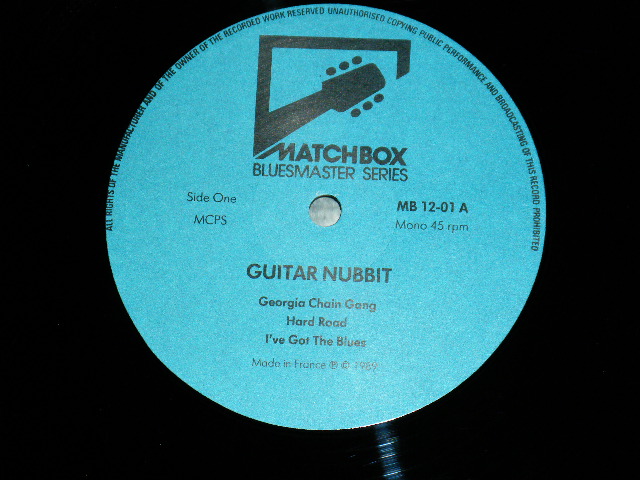 ALL RIGHTS OF THE MANUFACTURER AND OF THE OWNER OF THE RECORDED WORK RESERVED UNAUTHORISED COPYING PUBLIC PERFORMANCE AND BROADCASTING OF THIS RECORD PROHIBITED
MATCHBOX
BLUESMASTER SERIES
Side One
MCPS
MB 12-01 A
Mono 45 rpm
GUITAR NUBBIT
Georgia Chain Gang
Hard Road
I've Got The Blues
Made in France ℗ © 1989